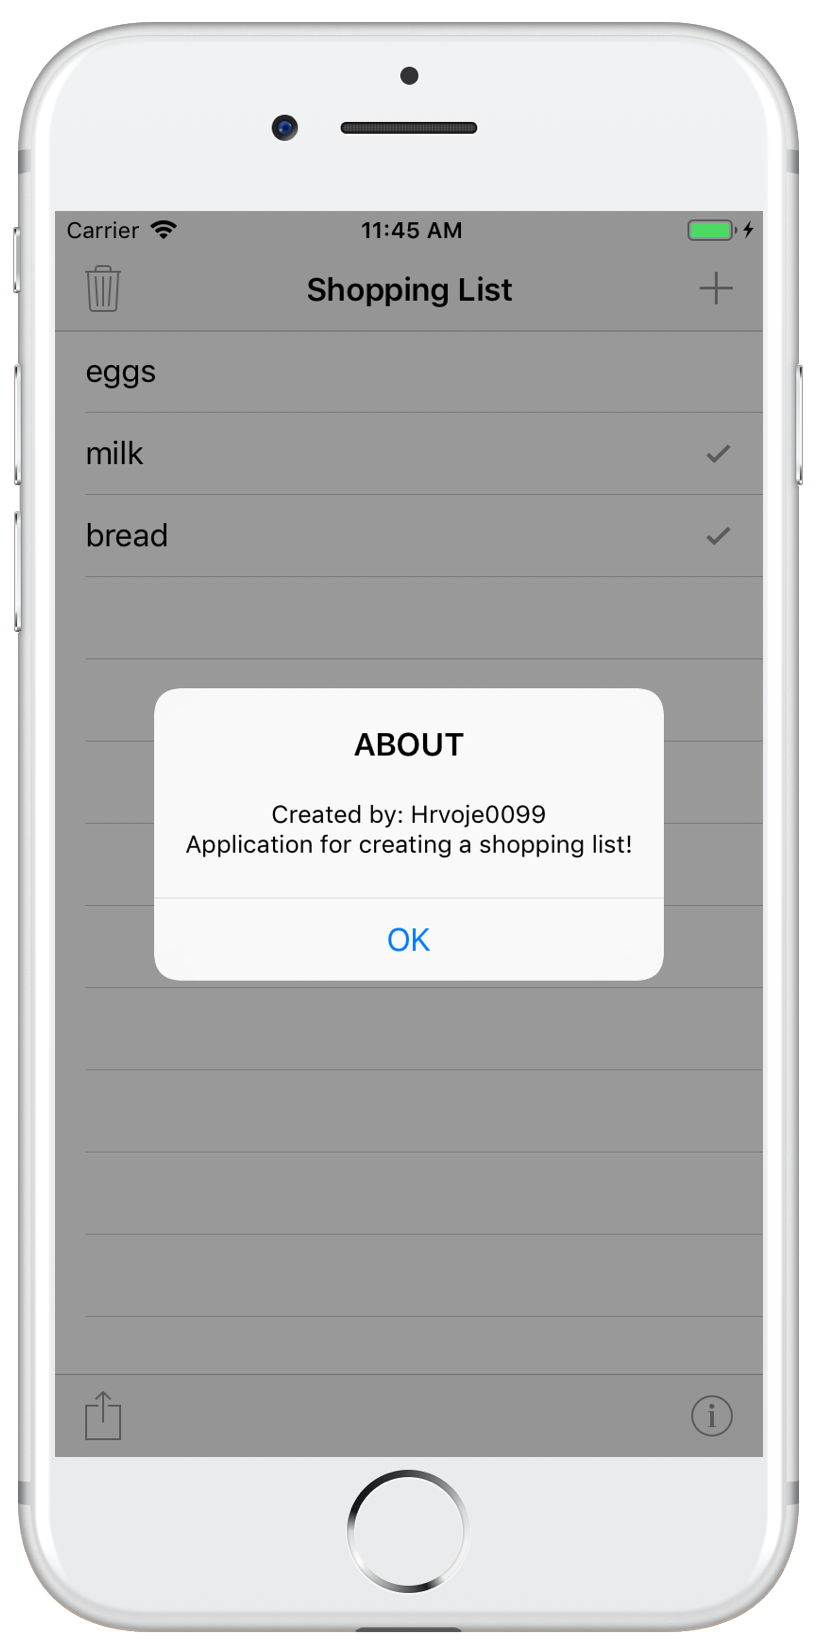 Carrier 11:45 AM
Shopping List
eggs
milk
bread
ABOUT
Created by: Hrvoje0099
Application for creating a shopping list!
OK